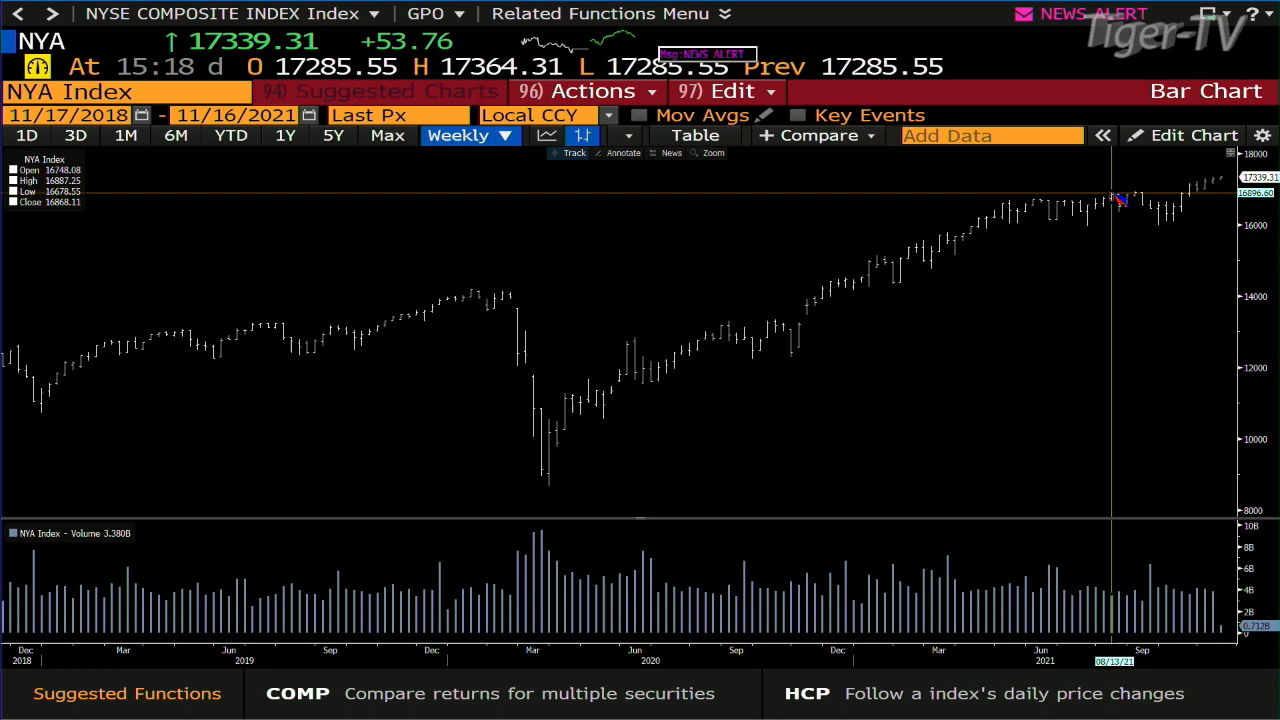 < > NYSE COMPOSITE INDEX Index GPO Related Functions Menu NEWS ALERT ?
Tiger-TV
NYA ↑ 17339.31 +53.76
Msg:NEWS ALERT
At 15:18 d O 17285.55 H 17364.31 L 17285.55 Prev 17285.55
NYA Index 94) Suggested Charts 96) Actions 97) Edit Bar Chart
11/17/2018 - 11/16/2021 Last Px Local CCY Mov Avgs Key Events
1D 3D 1M 6M YTD 1Y 5Y Max Weekly Table + Compare Add Data « Edit Chart
Track Annotate News Zoom
NYA Index
Open 16748.08
High 16887.25
Low 16678.55
Close 16868.11
18000
17339.31
16896.60
16000
14000
12000
10000
8000
NYA Index - Volume 3.380B
10B
8B
6B
4B
2B
0.712B
0
Dec Mar Jun Sep Dec Mar Jun Sep Dec Mar Jun Sep
2018 2019 2020 2021 08/13/21
Suggested Functions COMP Compare returns for multiple securities HCP Follow a index's daily price changes